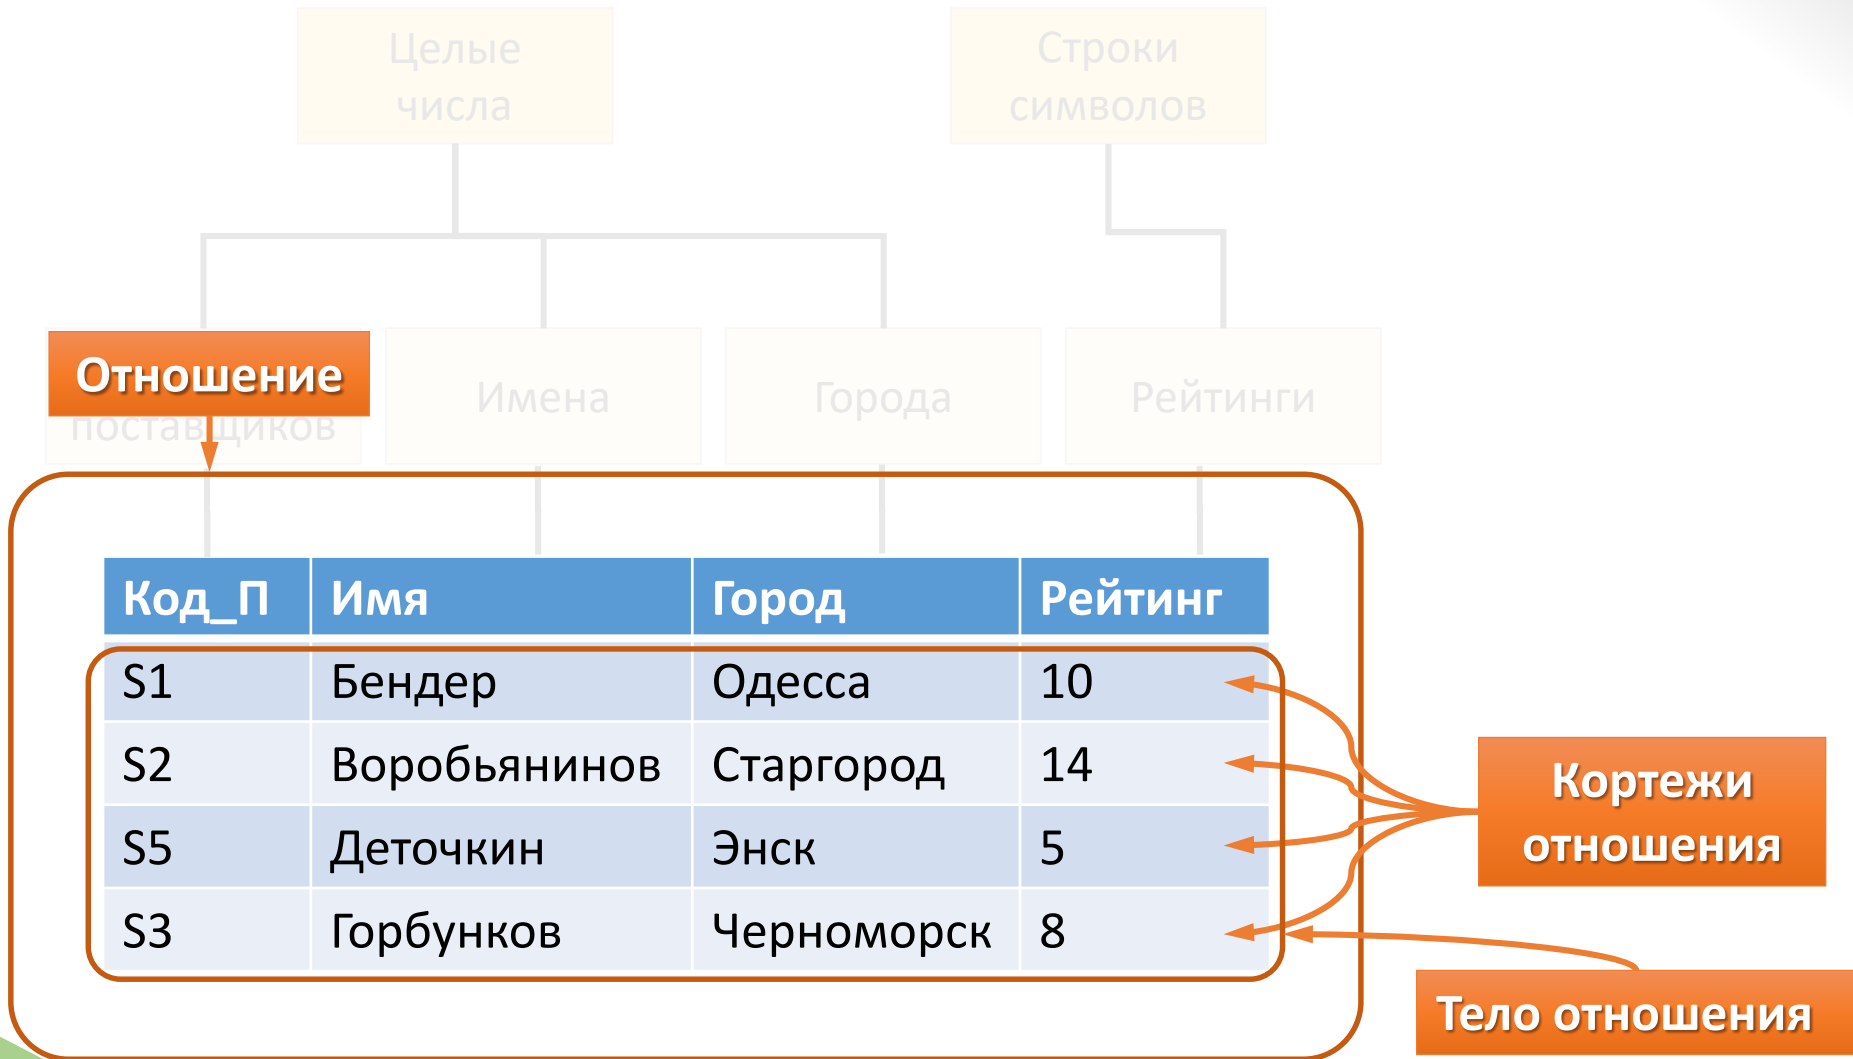 Целые
числа
Строки
символов
Отношение
поставщиков
Имена
Города
Рейтинги
Код_П Имя Город Рейтинг
S1 Бендер Одесса 10
S2 Воробьянинов Старгород 14
S5 Деточкин Энск 5
S3 Горбунков Черноморск 8
Кортежи
отношения
Тело отношения